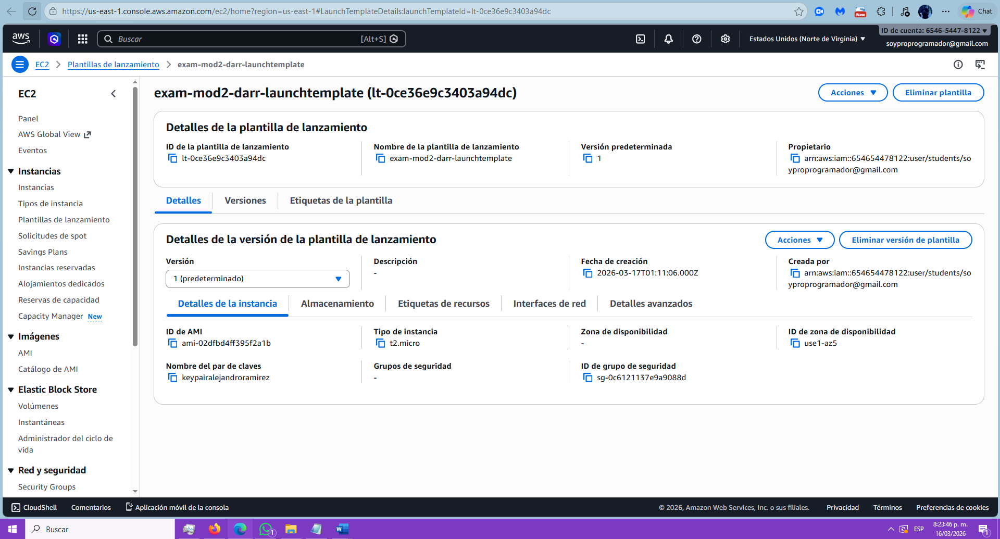 https://us-east-1.console.aws.amazon.com/ec2/home?region=us-east-1#LaunchTemplateDetails:launchTemplateId=lt-0ce36e9c3403a94dc
New
Chat
aws
Buscar
[Alt+S]
Estados Unidos (Norte de Virginia)
ID de cuenta: 6546-5447-8122
soyproprogramador@gmail.com
EC2
Plantillas de lanzamiento
exam-mod2-darr-launchtemplate
EC2
Panel
AWS Global View
Eventos
Instancias
Instancias
Tipos de instancia
Plantillas de lanzamiento
Solicitudes de spot
Savings Plans
Instancias reservadas
Alojamientos dedicados
Reservas de capacidad
Capacity Manager New
Imágenes
AMI
Catálogo de AMI
Elastic Block Store
Volúmenes
Instantáneas
Administrador del ciclo de
vida
Red y seguridad
Security Groups
exam-mod2-darr-launchtemplate (lt-0ce36e9c3403a94dc)
Acciones
Eliminar plantilla
Detalles de la plantilla de lanzamiento
ID de la plantilla de lanzamiento
lt-0ce36e9c3403a94dc
Nombre de la plantilla de lanzamiento
exam-mod2-darr-launchtemplate
Versión predeterminada
1
Propietario
arn:aws:iam::654654478122:user/students/so
yproprogramador@gmail.com
Detalles
Versiones
Etiquetas de la plantilla
Detalles de la versión de la plantilla de lanzamiento
Acciones
Eliminar versión de plantilla
Versión
1 (predeterminado)
Descripción
-
Fecha de creación
2026-03-17T01:11:06.000Z
Creada por
arn:aws:iam::654654478122:user/students/so
yproprogramador@gmail.com
Detalles de la instancia
Almacenamiento
Etiquetas de recursos
Interfaces de red
Detalles avanzados
ID de AMI
ami-02dfbd4ff395f2a1b
Tipo de instancia
t2.micro
Zona de disponibilidad
-
ID de zona de disponibilidad
use1-az5
Nombre del par de claves
keypairalejandroramirez
Grupos de seguridad
-
ID de grupo de seguridad
sg-0c6121137e9a9088d
CloudShell
Comentarios
Aplicación móvil de la consola
© 2026, Amazon Web Services, Inc. o sus filiales.
Privacidad
Términos
Preferencias de cookies
Buscar
1
ESP
8:23:46 p. m.
16/03/2026
1